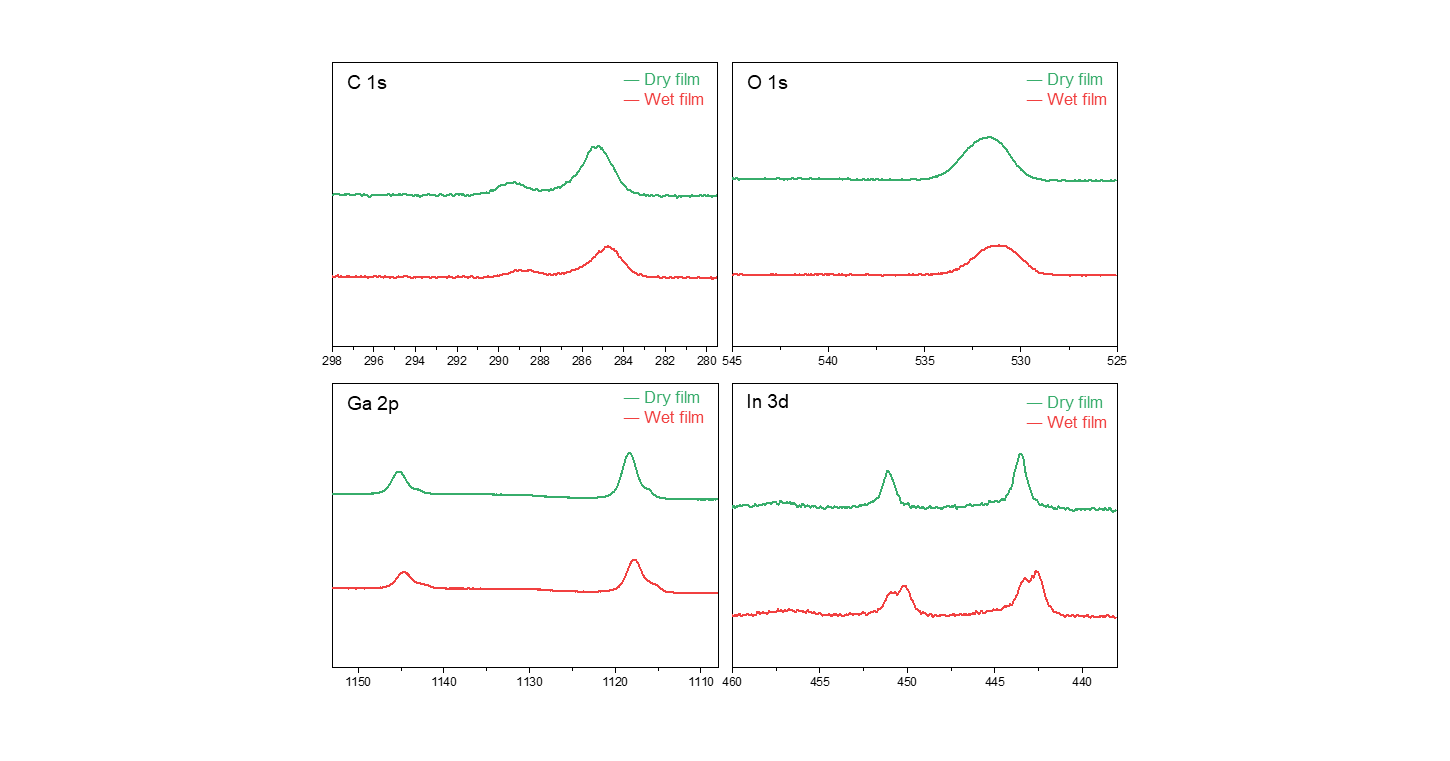 C 1s
— Dry film
— Wet film
298 296 294 292 290 288 286 284 282 280
O 1s
— Dry film
— Wet film
545 540 535 530 525
Ga 2p
— Dry film
— Wet film
1150 1140 1130 1120 1110
In 3d
— Dry film
— Wet film
460 455 450 445 440